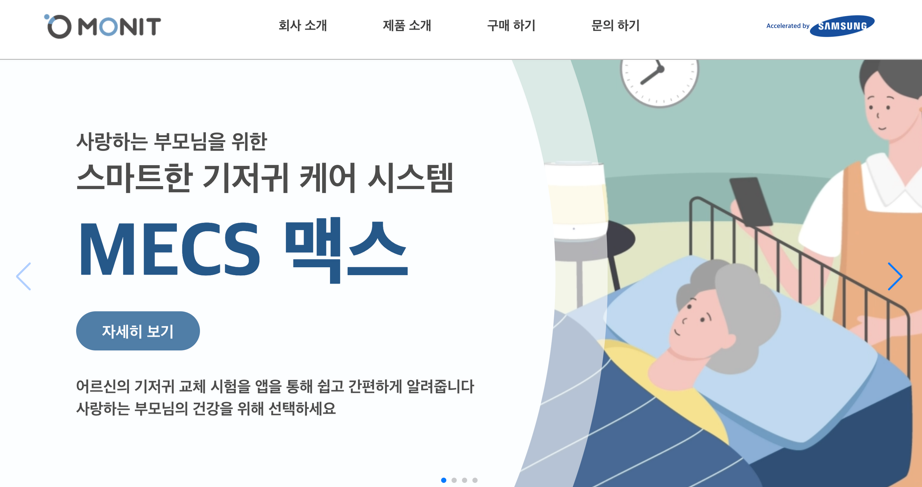 MONIT
회사 소개
제품 소개
구매 하기
문의 하기
Accelerated by SAMSUNG
사랑하는 부모님을 위한
스마트한 기저귀 케어 시스템
MECS 맥스
자세히 보기
어르신의 기저귀 교체 시험을 앱을 통해 쉽고 간편하게 알려줍니다
사랑하는 부모님의 건강을 위해 선택하세요